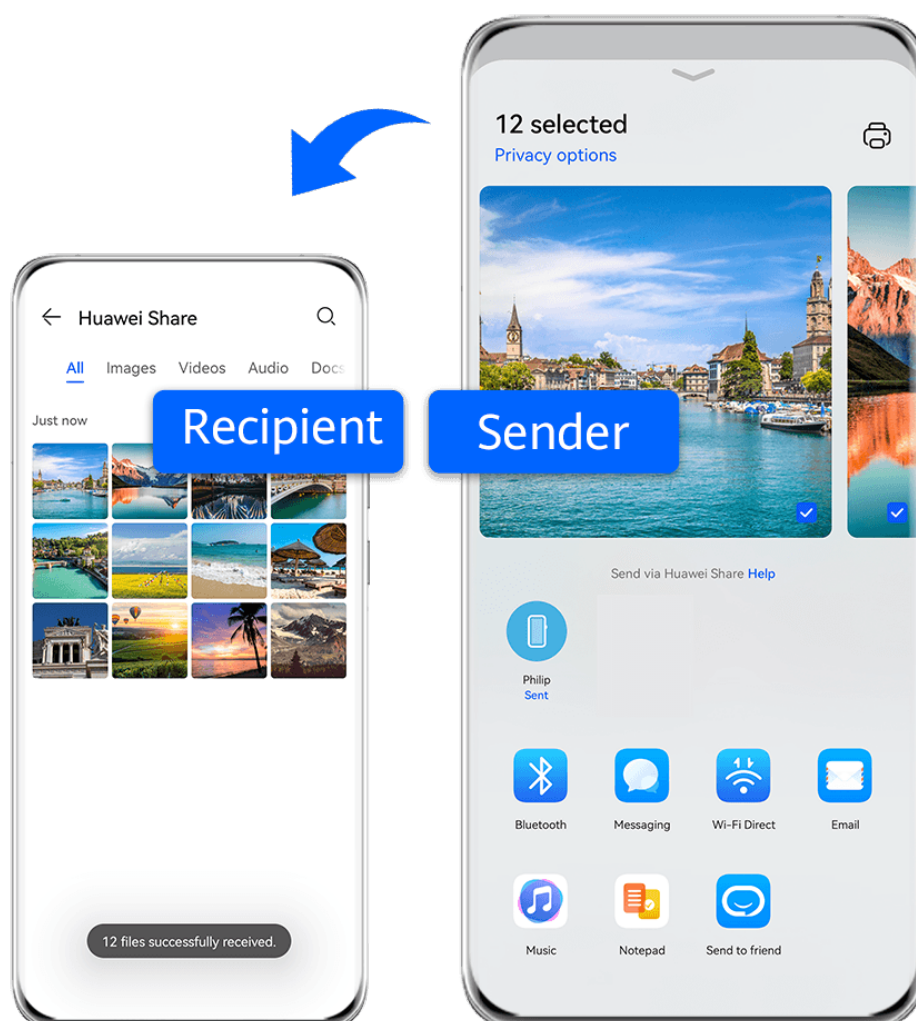 12 selected
Privacy options
Huawei Share
All Images Videos Audio Docs
Just now
Recipient
Sender
Send via Huawei Share Help
Philip
Sent
Bluetooth Messaging Wi-Fi Direct Email
Music Notepad Send to friend
12 files successfully received.